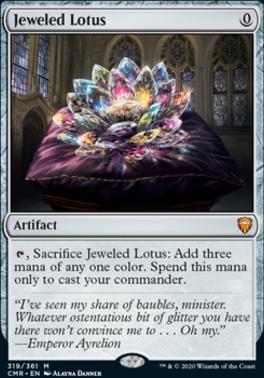 Jeweled Lotus 0
Artifact
, Sacrifice Jeweled Lotus: Add three
mana of any one color. Spend this mana
only to cast your commander.
“I’ve seen my share of baubles, minister.
Whatever ostentatious bit of glitter you have
there won’t convince me to . . . Oh my.”
—Emperor Ayrelion
319/361 M
CMR • EN ALAYNA DANNER
™ & © 2020 Wizards of the Coast